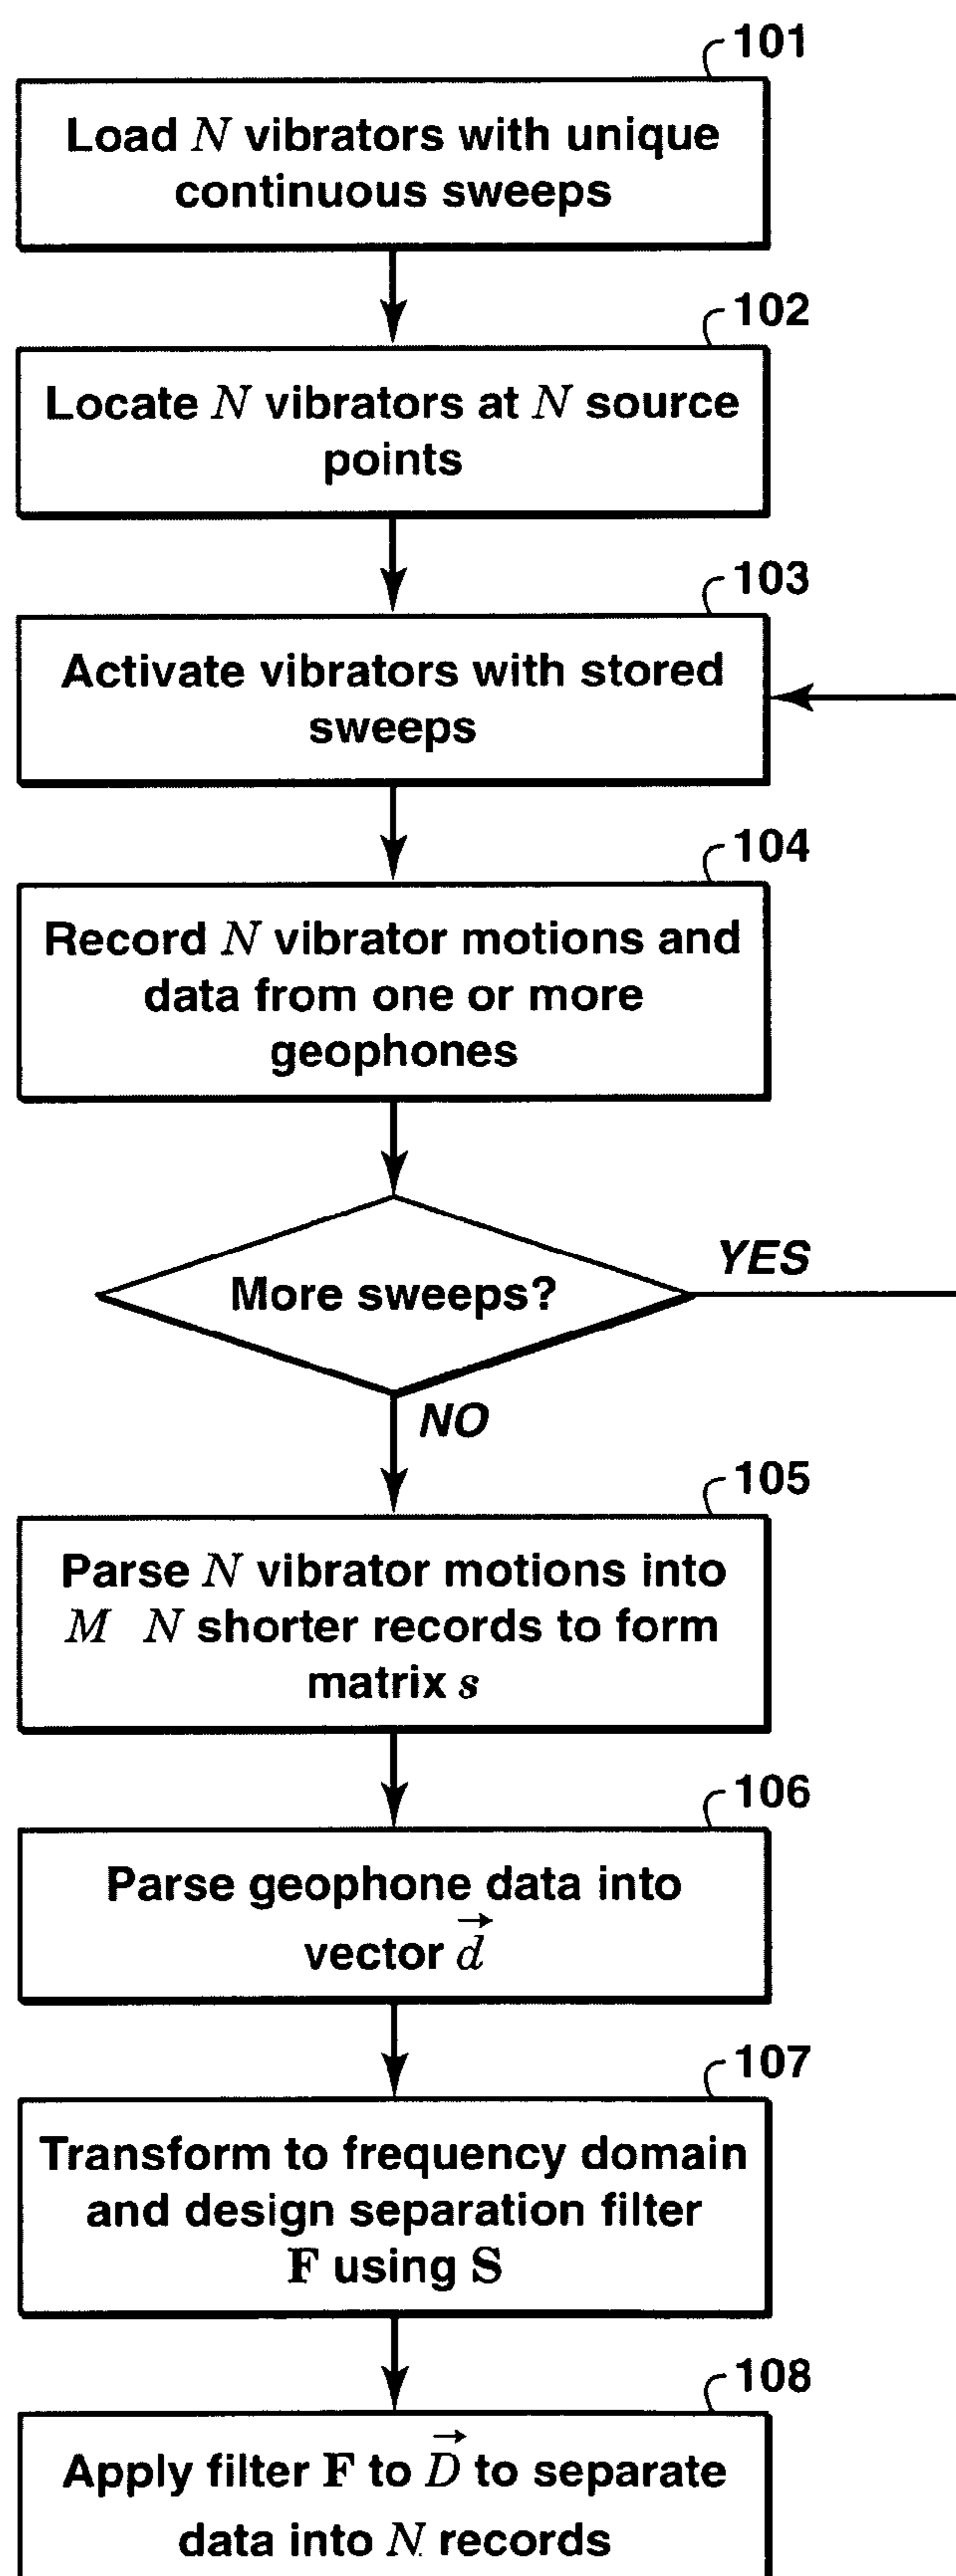 101
Load N vibrators with unique
continuous sweeps
102
Locate N vibrators at N source
points
103
Activate vibrators with stored
sweeps
104
Record N vibrator motions and
data from one or more
geophones
More sweeps?
YES
NO
105
Parse N vibrator motions into
M N shorter records to form
matrix s
106
Parse geophone data into
vector \vec{d}
107
Transform to frequency domain
and design separation filter
F using S
108
Apply filter F to \vec{D} to separate
data into N records